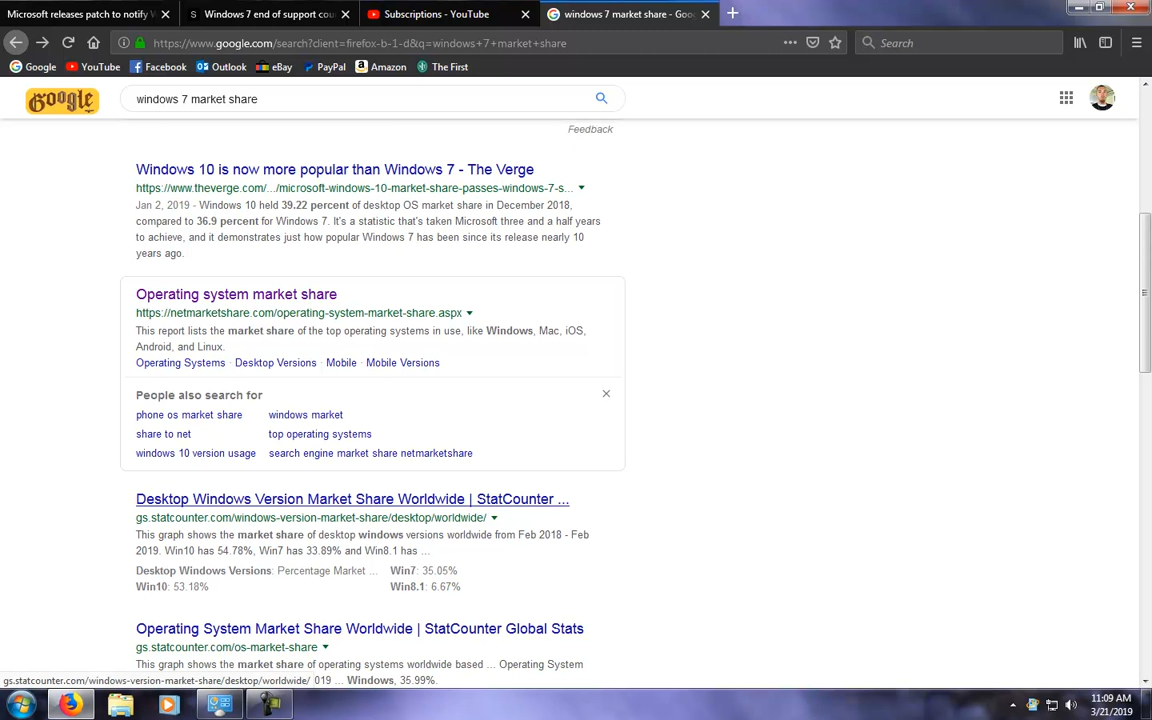 Microsoft releases patch to notify W
Windows 7 end of support cou
Subscriptions - YouTube
windows 7 market share - Goo
https://www.google.com/search?client=firefox-b-1-d&q=windows+7+market+share
Search
Google
YouTube
Facebook
Outlook
eBay
PayPal
Amazon
The First
Google
windows 7 market share
Feedback
Windows 10 is now more popular than Windows 7 - The Verge
https://www.theverge.com/.../microsoft-windows-10-market-share-passes-windows-7-s...
Jan 2, 2019 - Windows 10 held 39.22 percent of desktop OS market share in December 2018,
compared to 36.9 percent for Windows 7. It's a statistic that's taken Microsoft three and a half years
to achieve, and it demonstrates just how popular Windows 7 has been since its release nearly 10
years ago.
Operating system market share
https://netmarketshare.com/operating-system-market-share.aspx
This report lists the market share of the top operating systems in use, like Windows, Mac, iOS,
Android, and Linux.
Operating Systems · Desktop Versions · Mobile · Mobile Versions
People also search for
phone os market share windows market
share to net top operating systems
windows 10 version usage search engine market share netmarketshare
Desktop Windows Version Market Share Worldwide | StatCounter ...
gs.statcounter.com/windows-version-market-share/desktop/worldwide/
This graph shows the market share of desktop windows versions worldwide from Feb 2018 - Feb
2019. Win10 has 54.78%, Win7 has 33.89% and Win8.1 has ...
Desktop Windows Versions: Percentage Market ... Win7: 35.05%
Win10: 53.18% Win8.1: 6.67%
Operating System Market Share Worldwide | StatCounter Global Stats
gs.statcounter.com/os-market-share
This graph shows the market share of operating systems worldwide based ... Operating System
gs.statcounter.com/windows-version-market-share/desktop/worldwide/ 019 ... Windows, 35.99%.
11:09 AM
3/21/2019